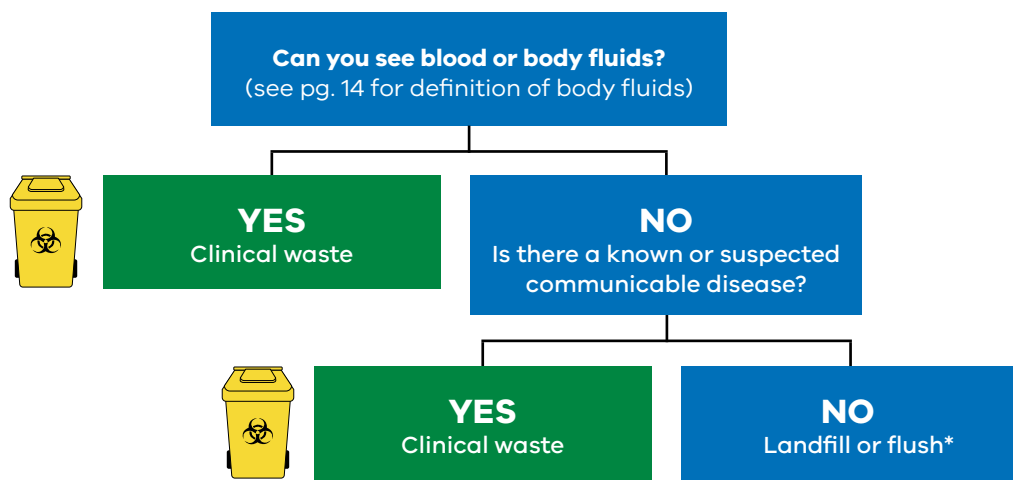 Can you see blood or body fluids?
(see pg. 14 for definition of body fluids)
YES
Clinical waste
NO
Is there a known or suspected
communicable disease?
YES
Clinical waste
NO
Landfill or flush*